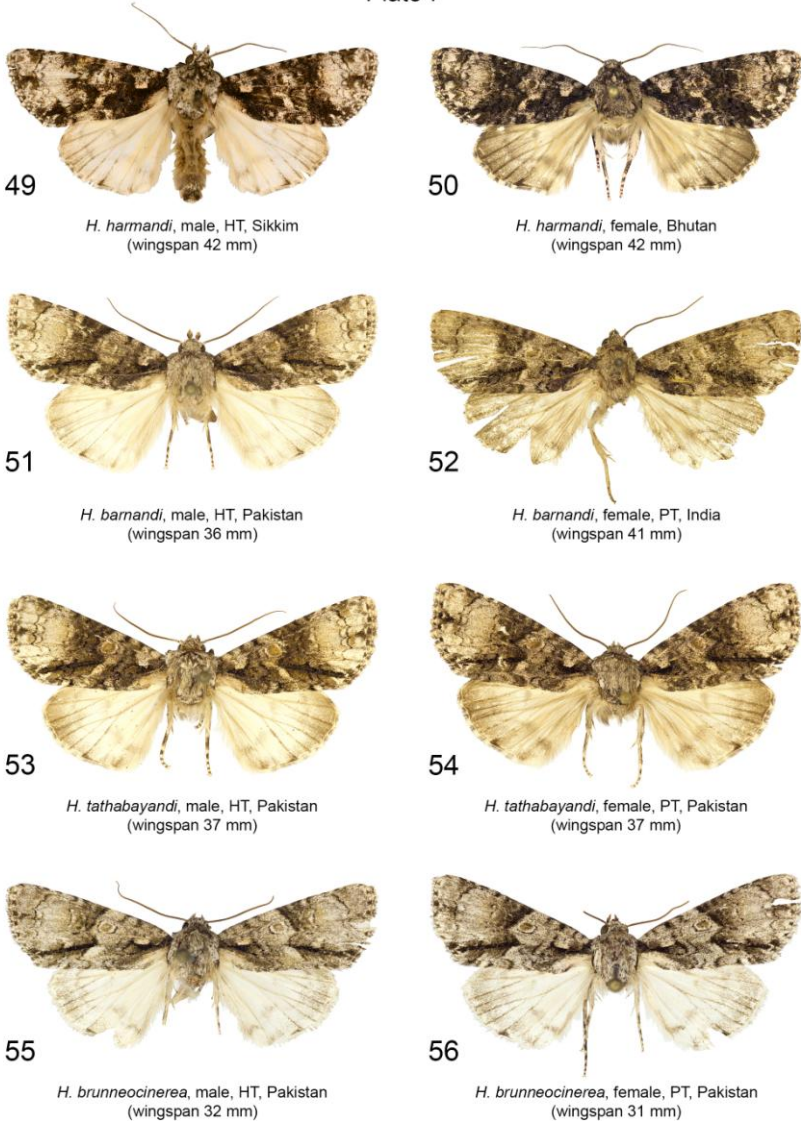 49
H. harmandi, male, HT, Sikkim
(wingspan 42 mm)
50
H. harmandi, female, Bhutan
(wingspan 42 mm)
51
H. barnandi, male, HT, Pakistan
(wingspan 36 mm)
52
H. barnandi, female, PT, India
(wingspan 41 mm)
53
H. tathabayandi, male, HT, Pakistan
(wingspan 37 mm)
54
H. tathabayandi, female, PT, Pakistan
(wingspan 37 mm)
55
H. brunneocinerea, male, HT, Pakistan
(wingspan 32 mm)
56
H. brunneocinerea, female, PT, Pakistan
(wingspan 31 mm)